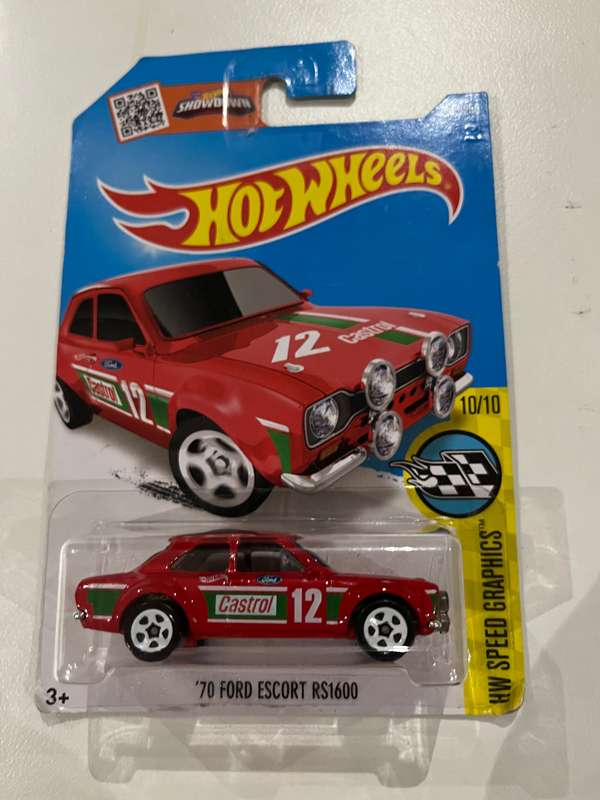 SHOWDOWN
HOT WHEELS
12
Castrol
Ford
Castrol
12
10/10
HW SPEED GRAPHICS™
Ford
Castrol
12
3+
'70 FORD ESCORT RS1600